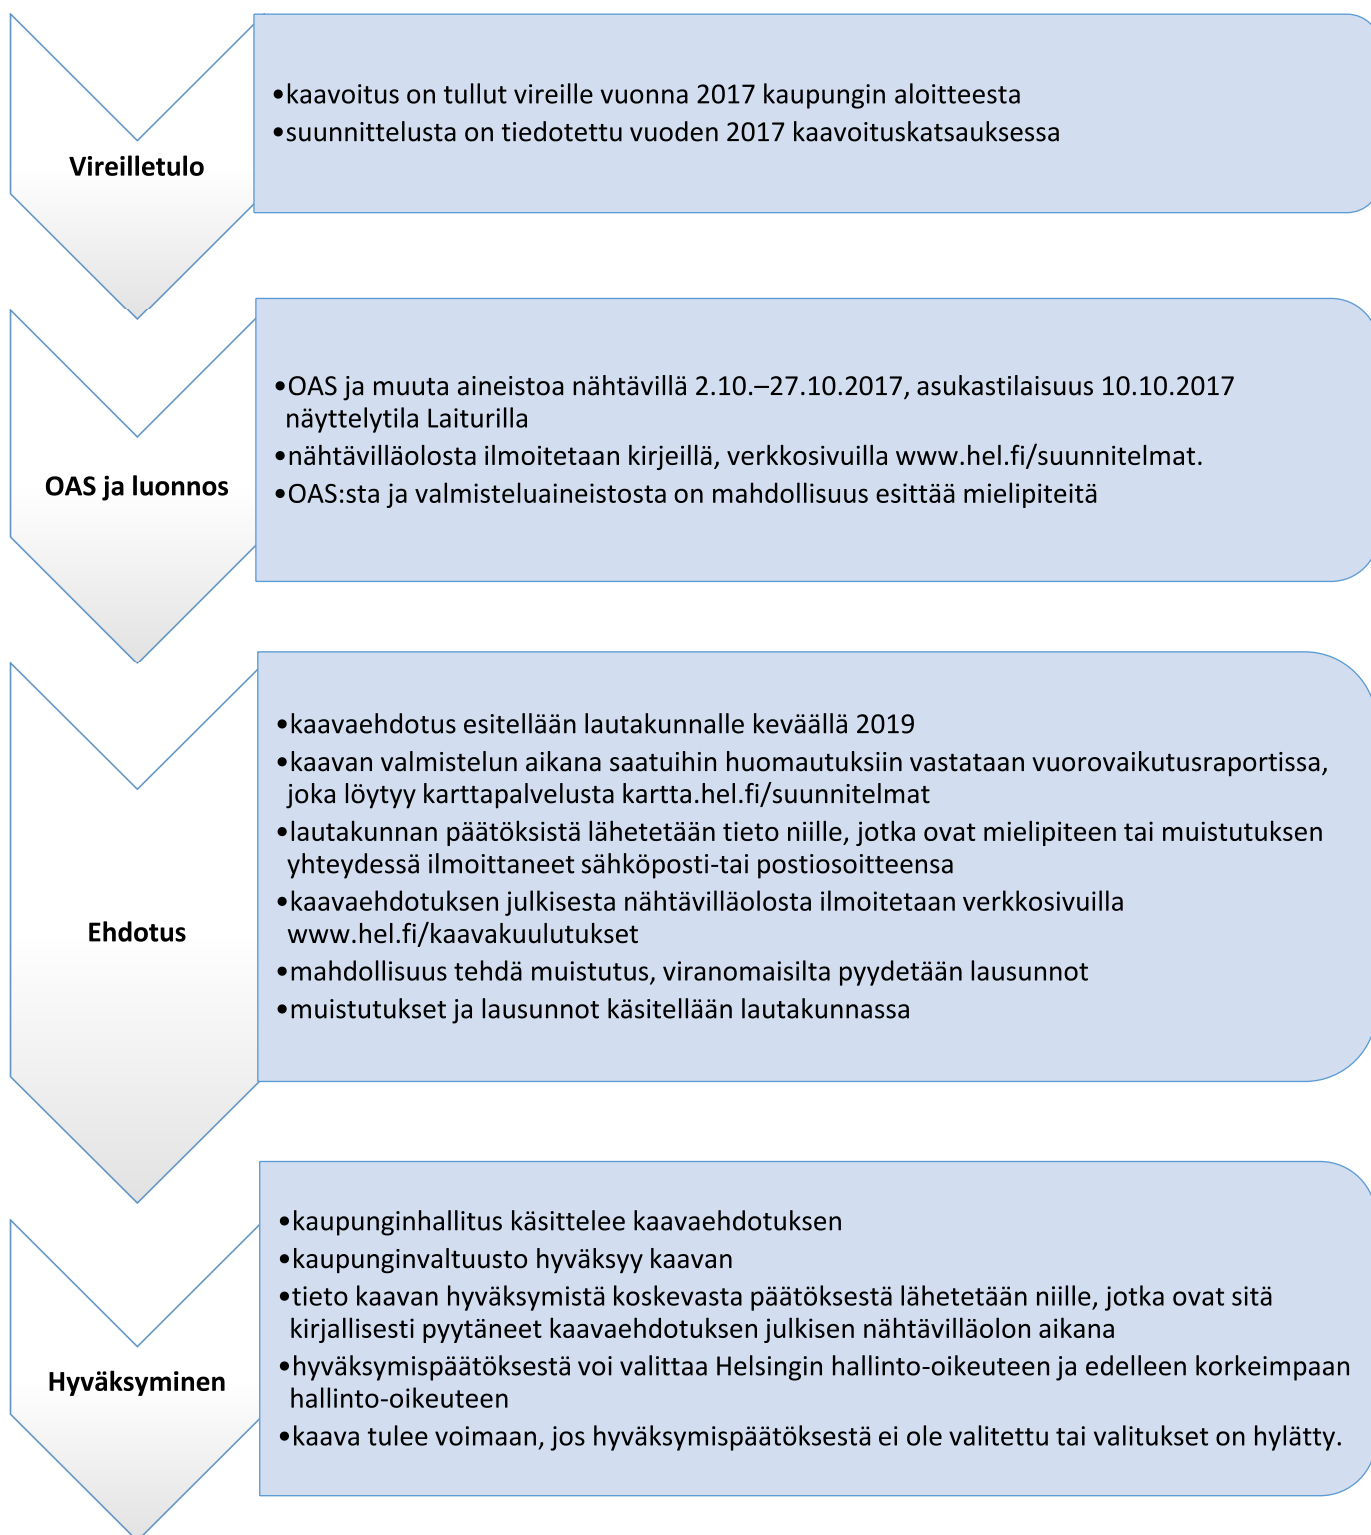 Vireilletulo
•kaavoitus on tullut vireille vuonna 2017 kaupungin aloitteesta
•suunnittelusta on tiedotettu vuoden 2017 kaavoituskatsauksessa
OAS ja luonnos
•OAS ja muuta aineistoa nähtävillä 2.10.–27.10.2017, asukastilaisuus 10.10.2017
näyttelytila Laiturilla
•nähtävilläolosta ilmoitetaan kirjeillä, verkkosivuilla www.hel.fi/suunnitelmat.
•OAS:sta ja valmisteluaineistosta on mahdollisuus esittää mielipiteitä
Ehdotus
•kaavaehdotus esitellään lautakunnalle keväällä 2019
•kaavan valmistelun aikana saatuihin huomautuksiin vastataan vuorovaikutusraportissa,
joka löytyy karttapalvelusta kartta.hel.fi/suunnitelmat
•lautakunnan päätöksistä lähetetään tieto niille, jotka ovat mielipiteen tai muistutuksen
yhteydessä ilmoittaneet sähköposti-tai postiosoitteensa
•kaavaehdotuksen julkisesta nähtävilläolosta ilmoitetaan verkkosivuilla
www.hel.fi/kaavakuulutukset
•mahdollisuus tehdä muistutus, viranomaisilta pyydetään lausunnot
•muistutukset ja lausunnot käsitellään lautakunnassa
Hyväksyminen
•kaupunginhallitus käsittelee kaavaehdotuksen
•kaupunginvaltuusto hyväksyy kaavan
•tieto kaavan hyväksymistä koskevasta päätöksestä lähetetään niille, jotka ovat sitä
kirjallisesti pyytäneet kaavaehdotuksen julkisen nähtävilläolon aikana
•hyväksymispäätöksestä voi valittaa Helsingin hallinto-oikeuteen ja edelleen korkeimpaan
hallinto-oikeuteen
•kaava tulee voimaan, jos hyväksymispäätöksestä ei ole valitettu tai valitukset on hylätty.